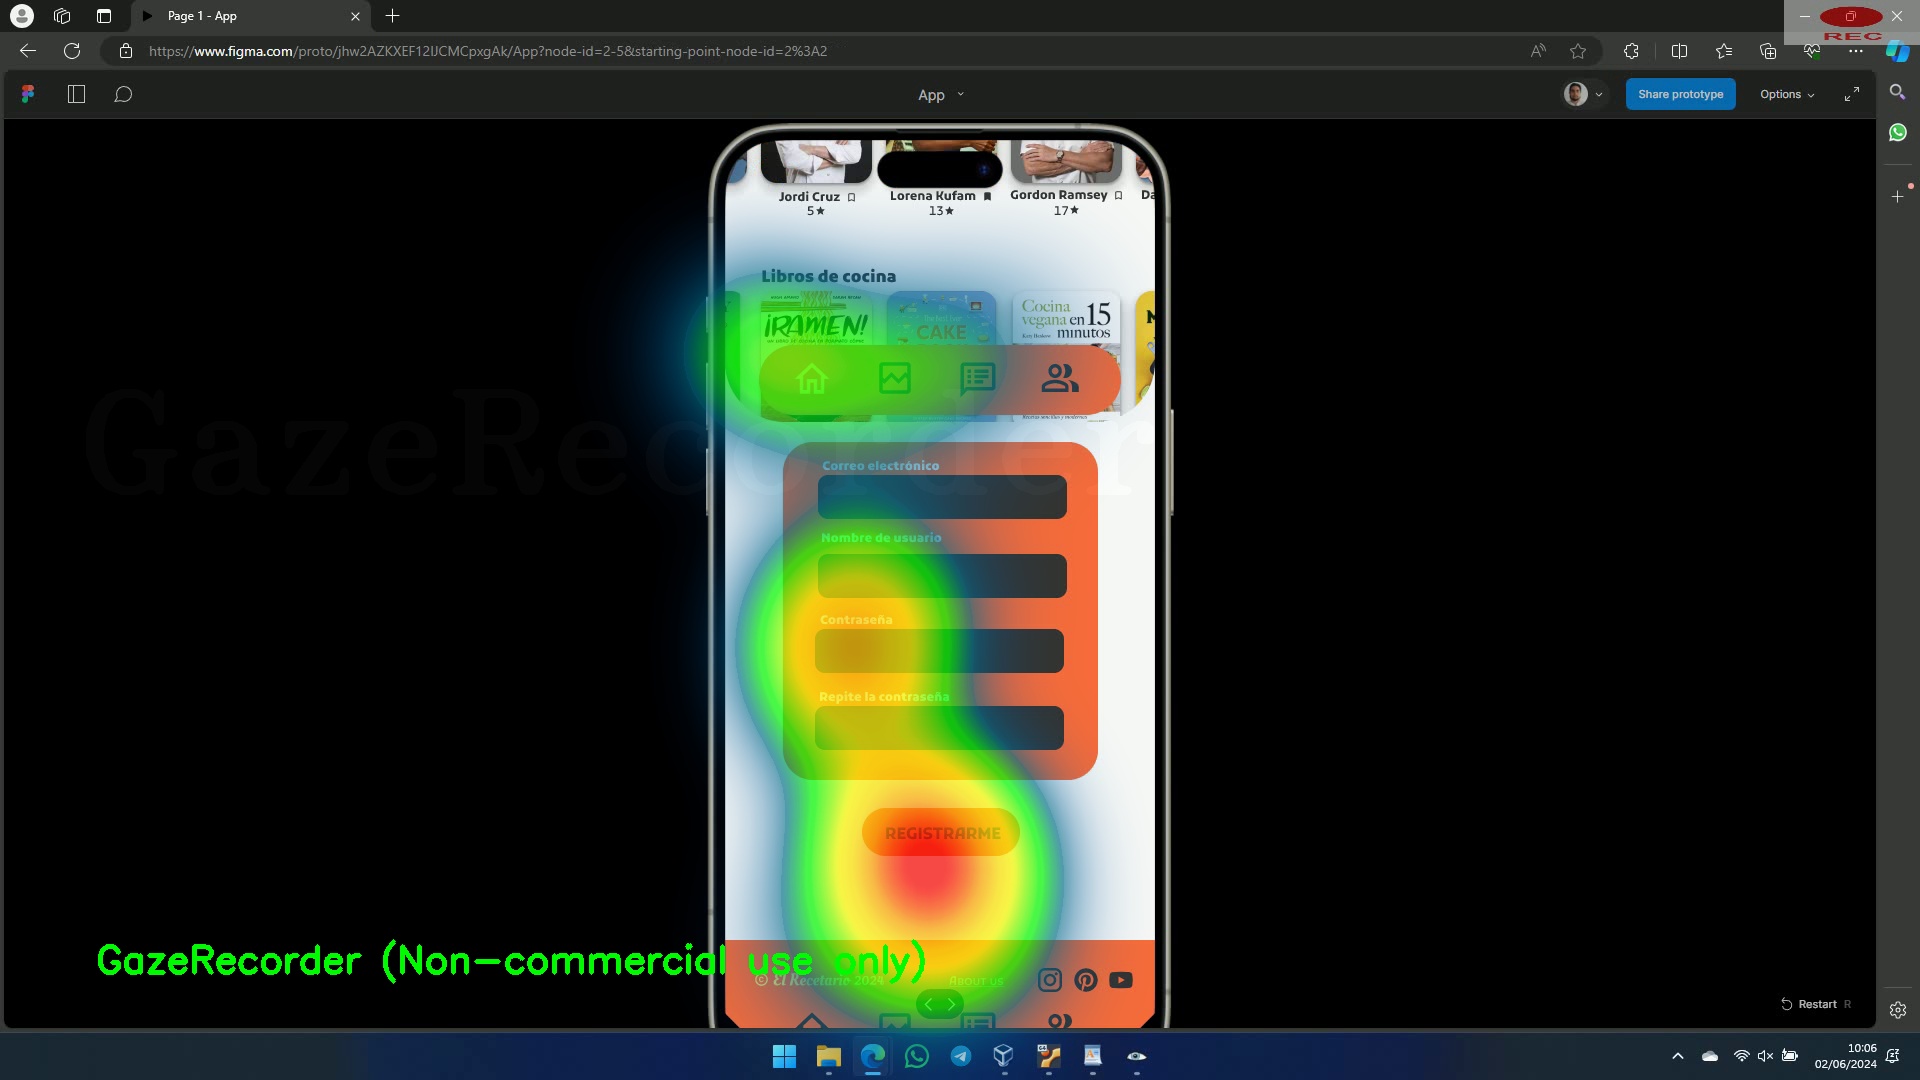 Page 1 - App
REC
https://www.figma.com/proto/jhw2AZKXEF12IJCMCpxgAk/App?node-id=2-5&starting-point-node-id=2%3A2
App
Share prototype
Options
Jordi Cruz
5★
Lorena Kufam
13★
Gordon Ramsey
17★
Da
Libros de cocina
¡RAMEN!
CAKE
Cocina
vegana en 15
minutos
M
GazeRecorder
Correo electrónico
Nombre de usuario
Contraseña
Repite la contraseña
REGISTRARME
GazeRecorder (Non-commercial use only)
© El Recetario 2024
About us
Restart R
10:06
02/06/2024